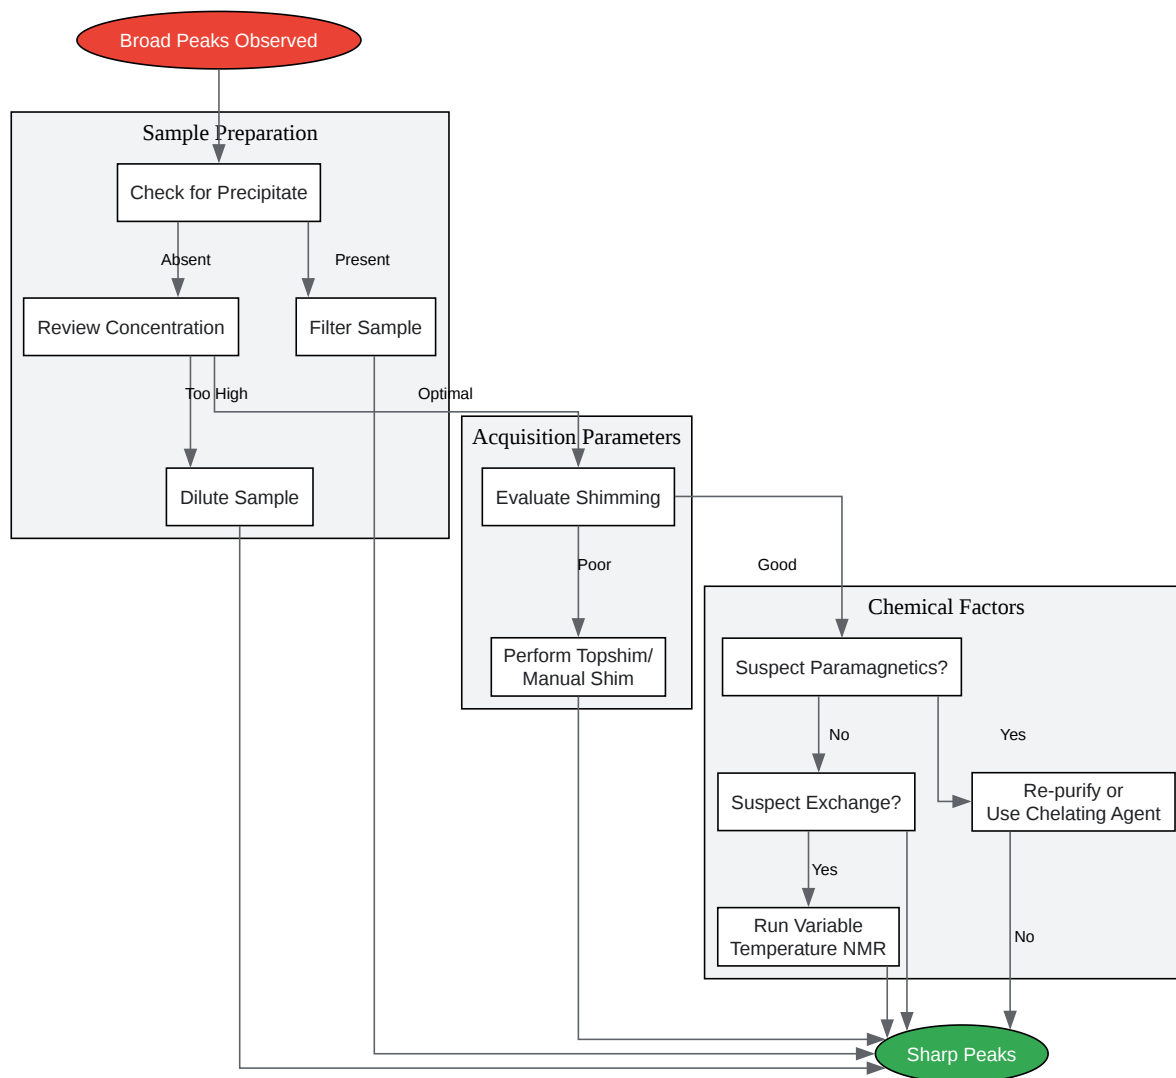 Broad Peaks Observed
Sample Preparation
Check for Precipitate
Absent
Present
Review Concentration
Filter Sample
Too High
Optimal
Acquisition Parameters
Dilute Sample
Evaluate Shimming
Poor
Good
Chemical Factors
Perform Topshim/
Manual Shim
Suspect Paramagnetics?
No
Yes
Suspect Exchange?
Re-purify or
Use Chelating Agent
Yes
Run Variable
Temperature NMR
No
Sharp Peaks